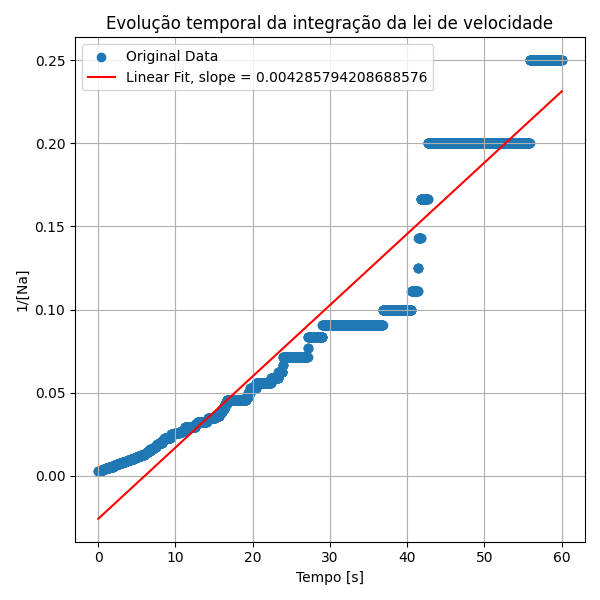 Evolução temporal da integração da lei de velocidade
Original Data
Linear Fit, slope = 0.004285794208688576
0.25
0.20
0.15
0.10
0.05
0.00
1/[Na]
0 10 20 30 40 50 60
Tempo [s]